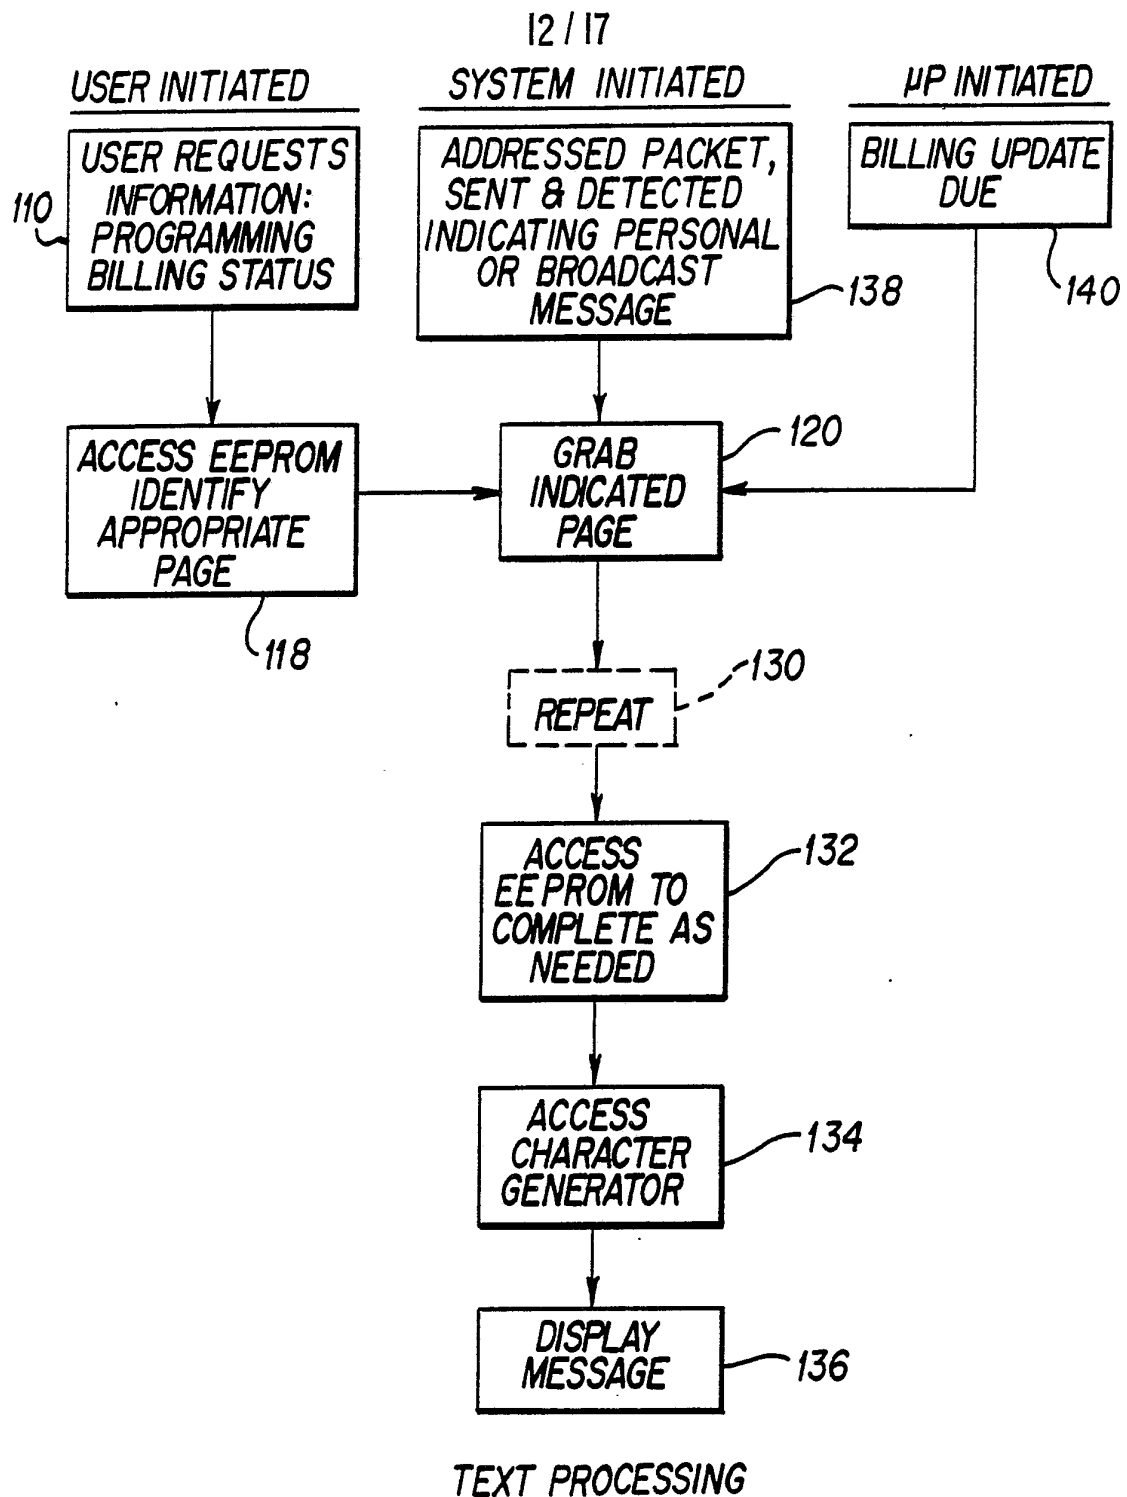 12/17
USER INITIATED
SYSTEM INITIATED
µP INITIATED
USER REQUESTS
INFORMATION:
PROGRAMMING
BILLING STATUS
110
ADDRESSED PACKET,
SENT & DETECTED
INDICATING PERSONAL
OR BROADCAST
MESSAGE
138
BILLING UPDATE
DUE
140
ACCESS EEPROM
IDENTIFY
APPROPRIATE
PAGE
118
GRAB
INDICATED
PAGE
120
REPEAT
130
ACCESS
EEPROM TO
COMPLETE AS
NEEDED
132
ACCESS
CHARACTER
GENERATOR
134
DISPLAY
MESSAGE
136
TEXT PROCESSING